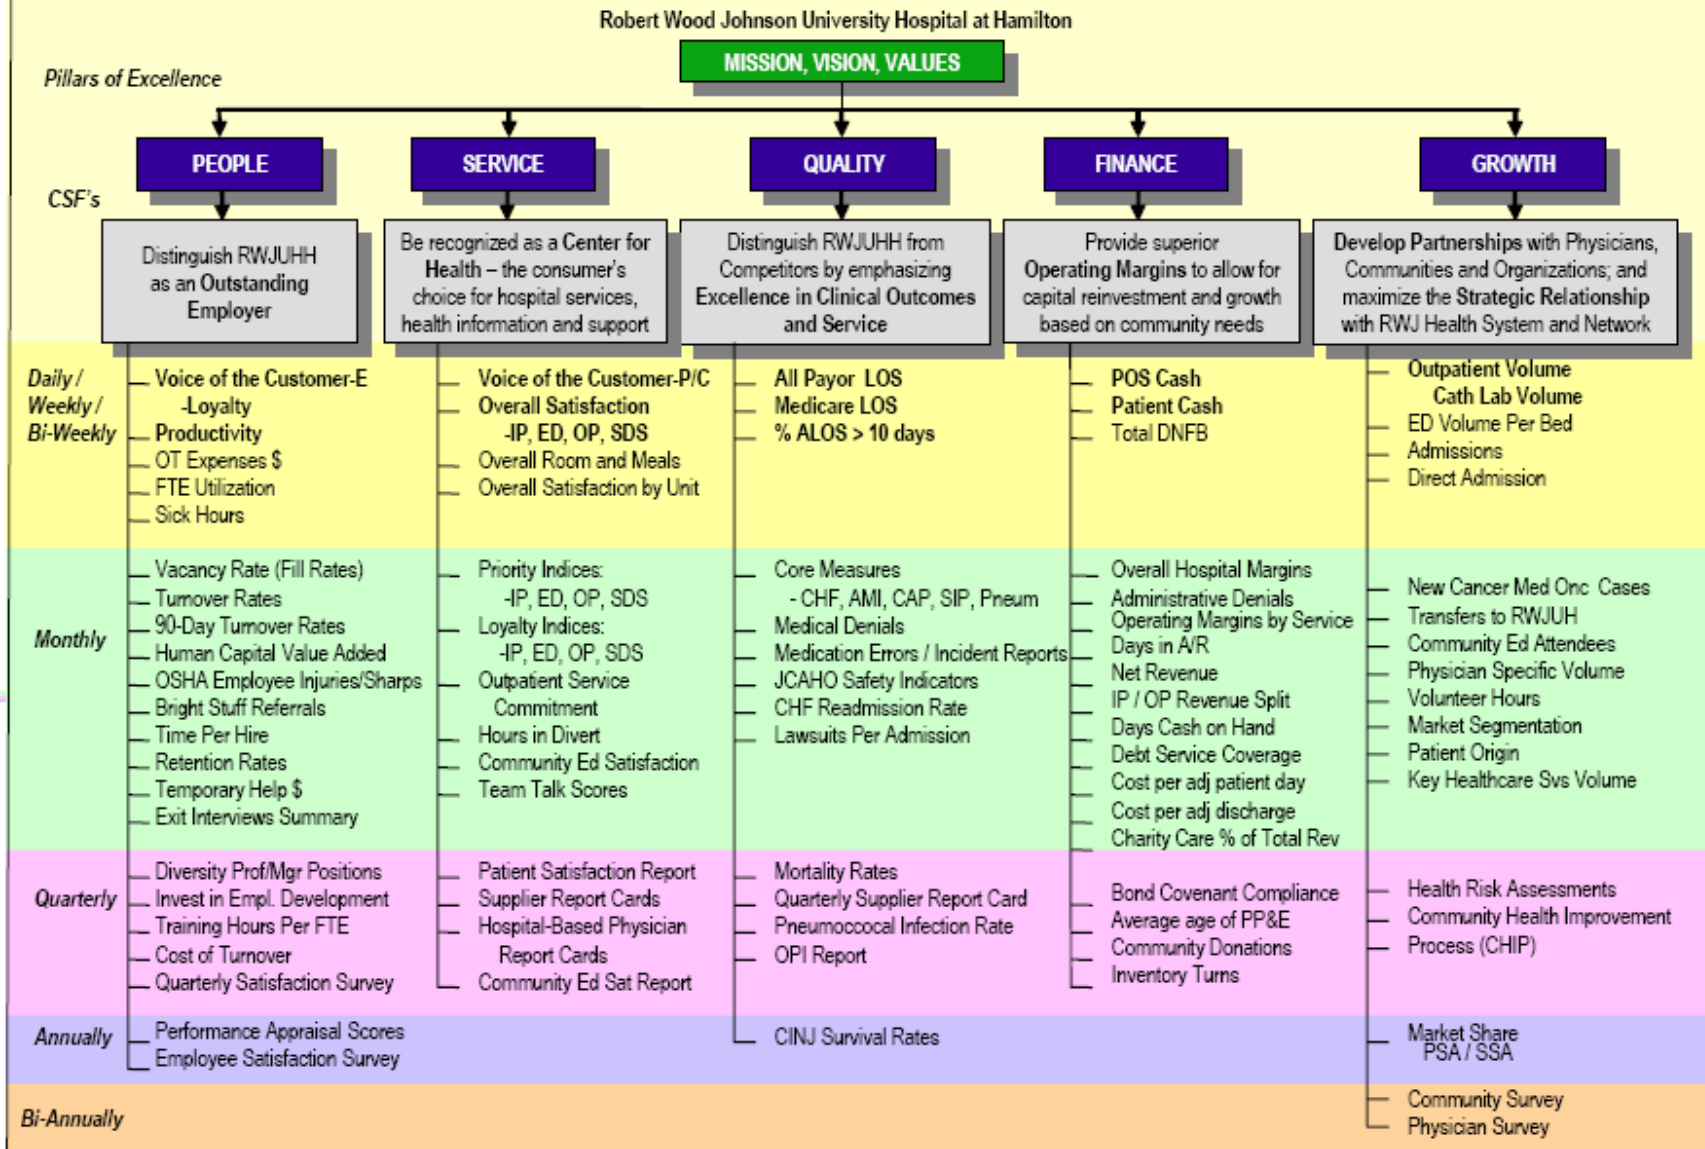 Robert Wood Johnson University Hospital at Hamilton
MISSION, VISION, VALUES
Pillars of Excellence
PEOPLE
SERVICE
QUALITY
FINANCE
GROWTH
CSF's
Distinguish RWJUHH
as an Outstanding
Employer
Be recognized as a Center for
Health – the consumer's
choice for hospital services,
health information and support
Distinguish RWJUHH from
Competitors by emphasizing
Excellence in Clinical Outcomes
and Service
Provide superior
Operating Margins to allow for
capital reinvestment and growth
based on community needs
Develop Partnerships with Physicians,
Communities and Organizations; and
maximize the Strategic Relationship
with RWJ Health System and Network
Daily /
Weekly /
Bi-Weekly
Voice of the Customer-E
-Loyalty
Productivity
OT Expenses $
FTE Utilization
Sick Hours
Voice of the Customer-P/C
Overall Satisfaction
-IP, ED, OP, SDS
Overall Room and Meals
Overall Satisfaction by Unit
All Payor LOS
Medicare LOS
% ALOS > 10 days
POS Cash
Patient Cash
Total DNFB
Outpatient Volume
Cath Lab Volume
ED Volume Per Bed
Admissions
Direct Admission
Monthly
Vacancy Rate (Fill Rates)
Turnover Rates
90-Day Turnover Rates
Human Capital Value Added
OSHA Employee Injuries/Sharps
Bright Stuff Referrals
Time Per Hire
Retention Rates
Temporary Help $
Exit Interviews Summary
Priority Indices:
-IP, ED, OP, SDS
Loyalty Indices:
-IP, ED, OP, SDS
Outpatient Service
Commitment
Hours in Divert
Community Ed Satisfaction
Team Talk Scores
Core Measures
- CHF, AMI, CAP, SIP, Pneum
Medical Denials
Medication Errors / Incident Reports
JCAHO Safety Indicators
CHF Readmission Rate
Lawsuits Per Admission
Overall Hospital Margins
Administrative Denials
Operating Margins by Service
Days in A/R
Net Revenue
IP / OP Revenue Split
Days Cash on Hand
Debt Service Coverage
Cost per adj patient day
Cost per adj discharge
Charity Care % of Total Rev
New Cancer Med Onc Cases
Transfers to RWJUH
Community Ed Attendees
Physician Specific Volume
Volunteer Hours
Market Segmentation
Patient Origin
Key Healthcare Svs Volume
Quarterly
Diversity Prof/Mgr Positions
Invest in Empl. Development
Training Hours Per FTE
Cost of Turnover
Quarterly Satisfaction Survey
Patient Satisfaction Report
Supplier Report Cards
Hospital-Based Physician
Report Cards
Community Ed Sat Report
Mortality Rates
Quarterly Supplier Report Card
Pneumoccocal Infection Rate
OPI Report
Bond Covenant Compliance
Average age of PP&E
Community Donations
Inventory Turns
Health Risk Assessments
Community Health Improvement
Process (CHIP)
Annually
Performance Appraisal Scores
Employee Satisfaction Survey
CINJ Survival Rates
Market Share
PSA / SSA
Bi-Annually
Community Survey
Physician Survey